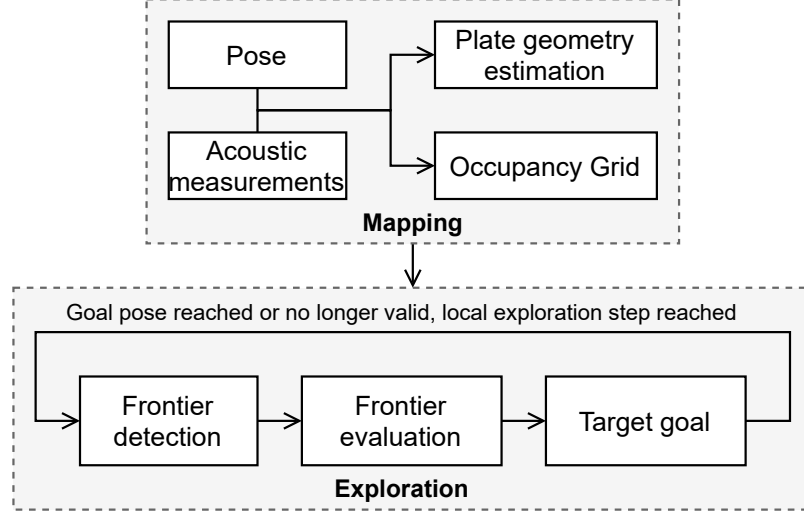 Pose
Plate geometry
estimation
Acoustic
measurements
Occupancy Grid
Mapping
Goal pose reached or no longer valid, local exploration step reached
Frontier
detection
Frontier
evaluation
Target goal
Exploration